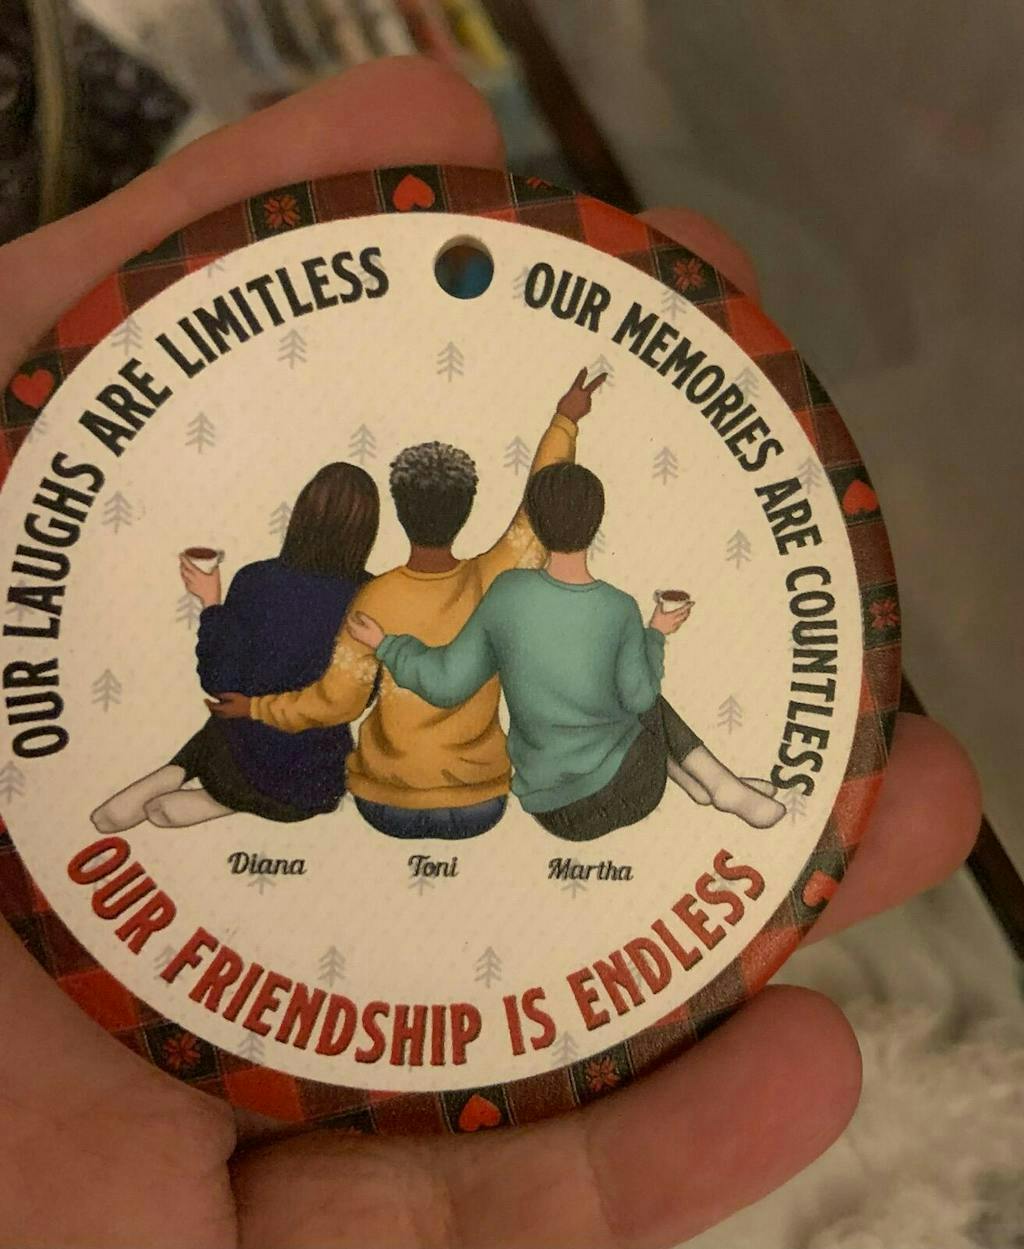 OUR LAUGHS ARE LIMITLESS
OUR MEMORIES ARE COUNTLESS
Diana
Toni
Martha
OUR FRIENDSHIP IS ENDLESS